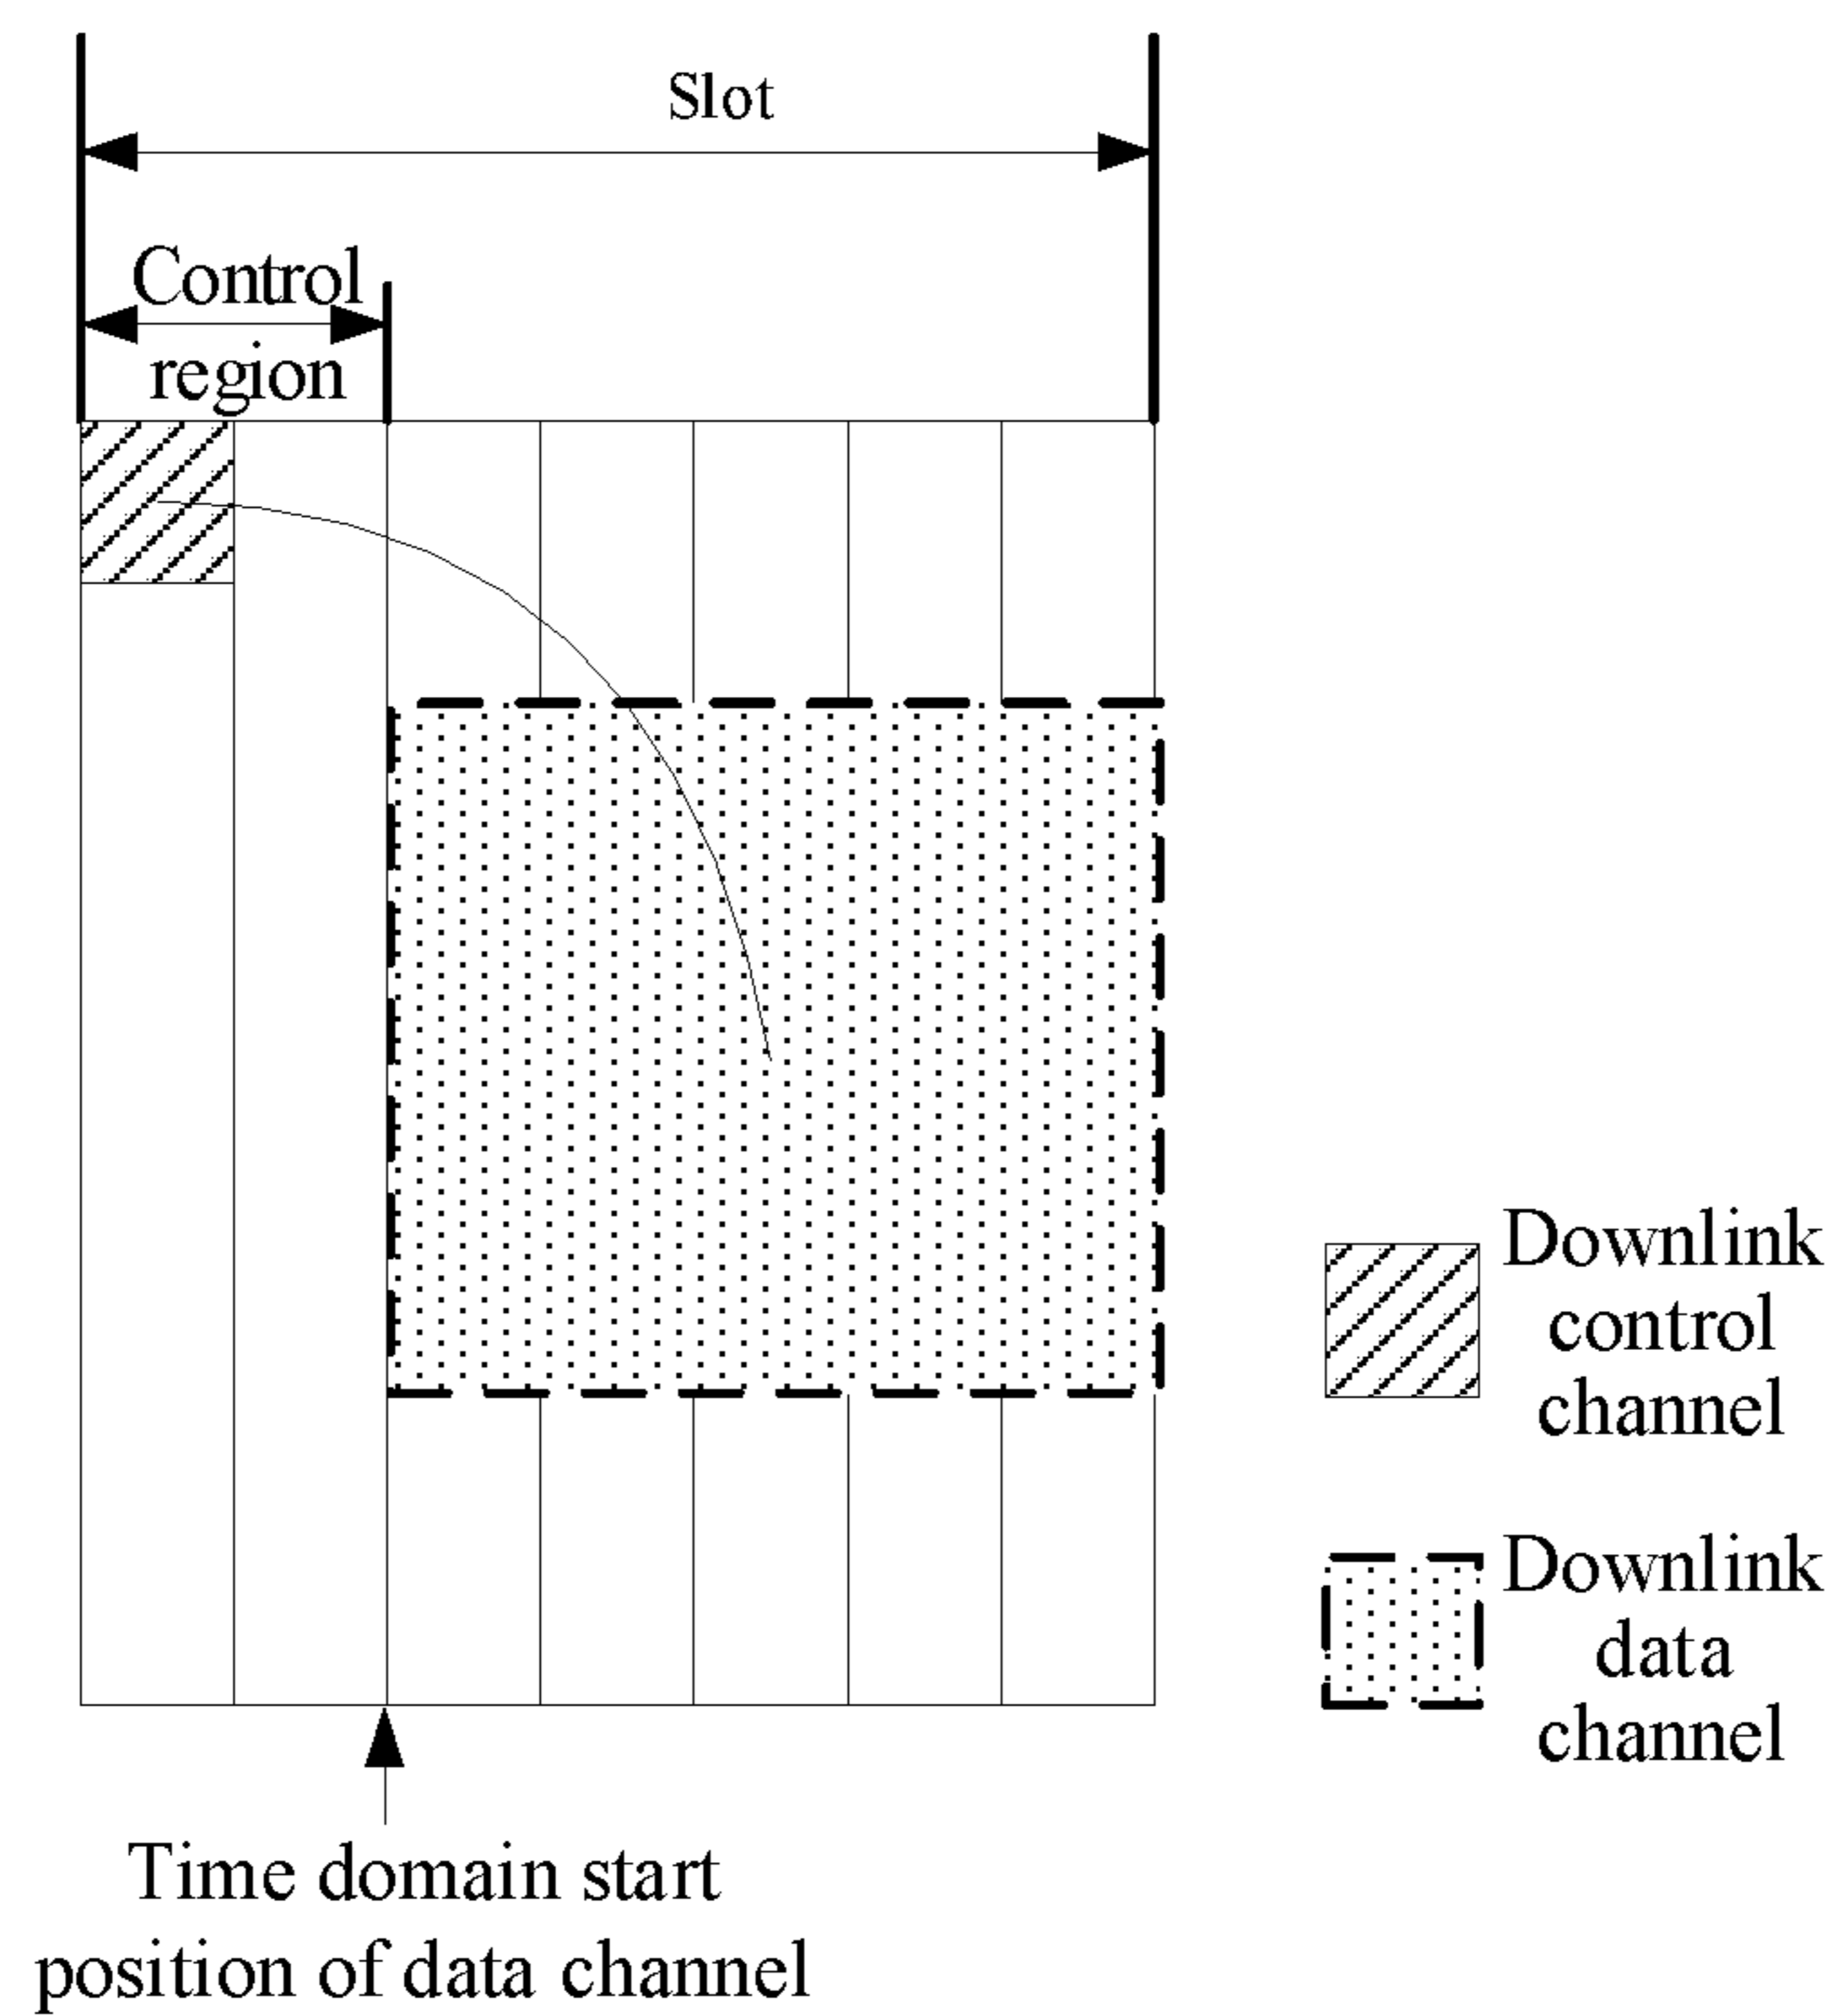 Slot
Control
region
Downlink
control
channel
Downlink
data
channel
Time domain start
position of data channel